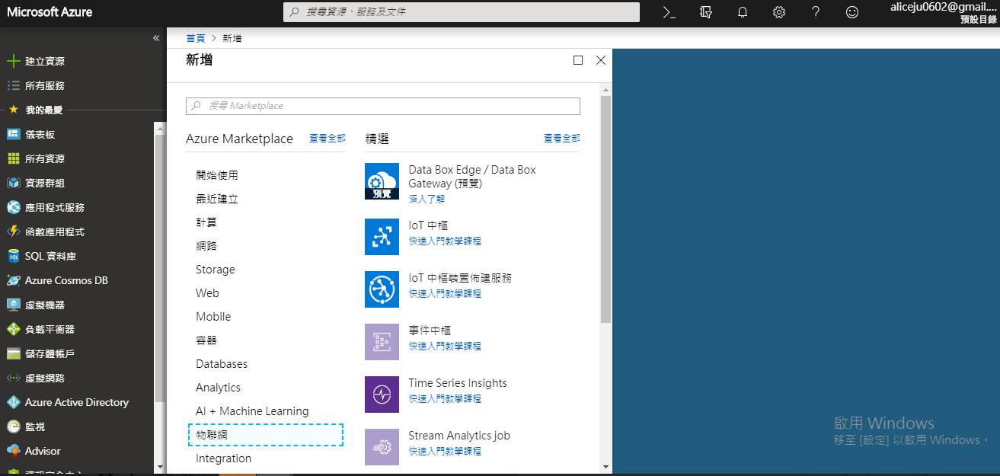 Microsoft Azure
搜尋資源、服務及文件
aliceju0602@gmail....
預設目錄
«
首頁 > 新增
建立資源
所有服務
我的最愛
儀表板
所有資源
資源群組
應用程式服務
函數應用程式
SQL 資料庫
Azure Cosmos DB
虛擬機器
負載平衡器
儲存體帳戶
虛擬網路
Azure Active Directory
監視
Advisor
新增
搜尋 Marketplace
Azure Marketplace 查看全部
開始使用
最近建立
計算
網路
Storage
Web
Mobile
容器
Databases
Analytics
AI + Machine Learning
物聯網
Integration
精選 查看全部
預覽
Data Box Edge / Data Box
Gateway (預覽)
深入了解
IoT 中樞
快速入門教學課程
IoT 中樞裝置佈建服務
快速入門教學課程
事件中樞
快速入門教學課程
Time Series Insights
快速入門教學課程
Stream Analytics job
快速入門教學課程
啟用 Windows
移至 [設定] 以啟用 Windows。